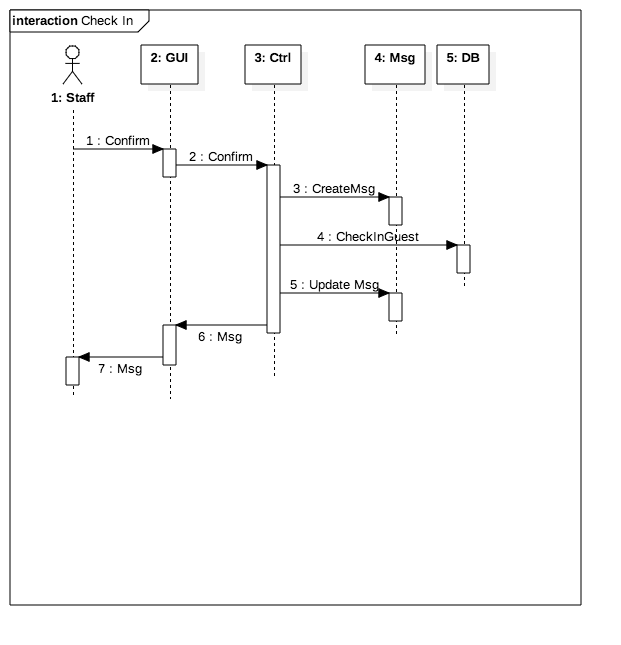 interaction Check In
2: GUI
3: Ctrl
4: Msg
5: DB
1: Staff
1 : Confirm
2 : Confirm
3 : CreateMsg
4 : CheckInGuest
5 : Update Msg
6 : Msg
7 : Msg